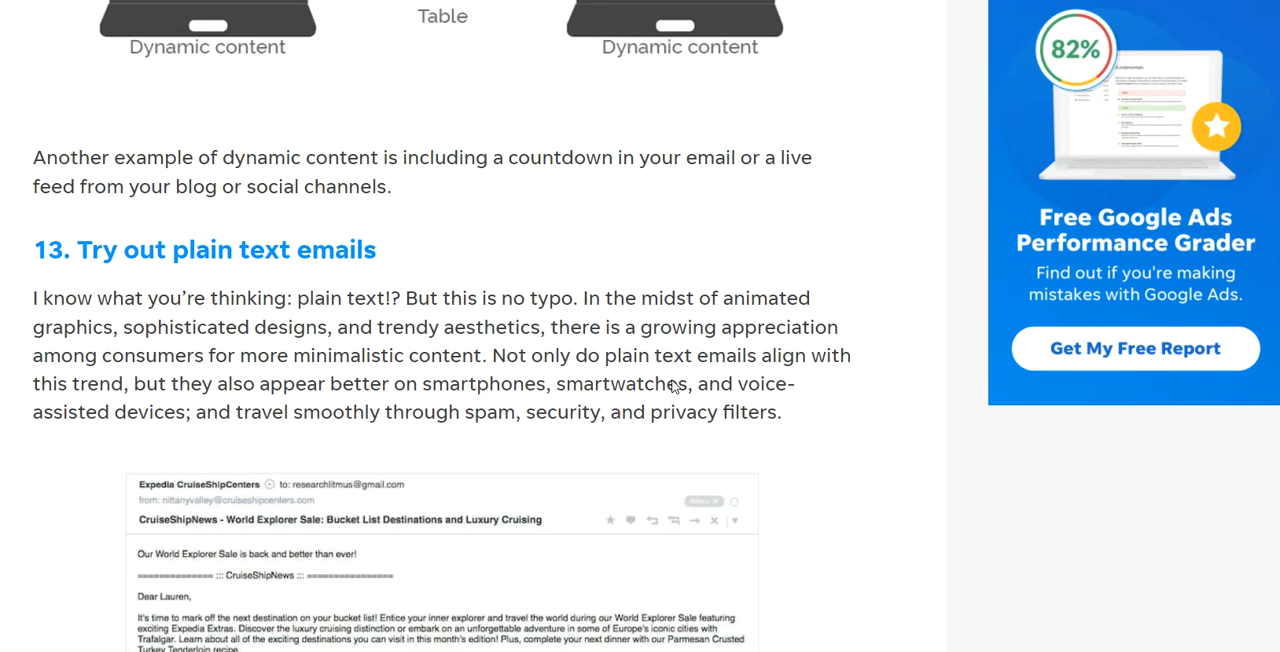 Table
Dynamic content
Dynamic content
Another example of dynamic content is including a countdown in your email or a live
feed from your blog or social channels.
13. Try out plain text emails
I know what you’re thinking: plain text!? But this is no typo. In the midst of animated
graphics, sophisticated designs, and trendy aesthetics, there is a growing appreciation
among consumers for more minimalistic content. Not only do plain text emails align with
this trend, but they also appear better on smartphones, smartwatches, and voice-
assisted devices; and travel smoothly through spam, security, and privacy filters.
Expedia CruiseShipCenters to: researchlitmus@gmail.com
from: nittanyvalley@cruiseshipcenters.com
CruiseShipNews - World Explorer Sale: Bucket List Destinations and Luxury Cruising
Our World Explorer Sale is back and better than ever!
============== ::: CruiseShipNews ::: ================
Dear Lauren,
It's time to mark off the next destination on your bucket list! Entice your inner explorer and travel the world during our World Explorer Sale featuring
exciting Expedia Extras. Discover the luxury cruising distinction or embark on an unforgettable adventure in some of Europe's iconic cities with
Trafalgar. Learn about all of the exciting destinations you can visit in this month's edition! Plus, complete your next dinner with our Parmesan Crusted
Turkey Tenderloin recipe.
82%
Fundamentals
Free Google Ads
Performance Grader
Find out if you're making
mistakes with Google Ads.
Get My Free Report